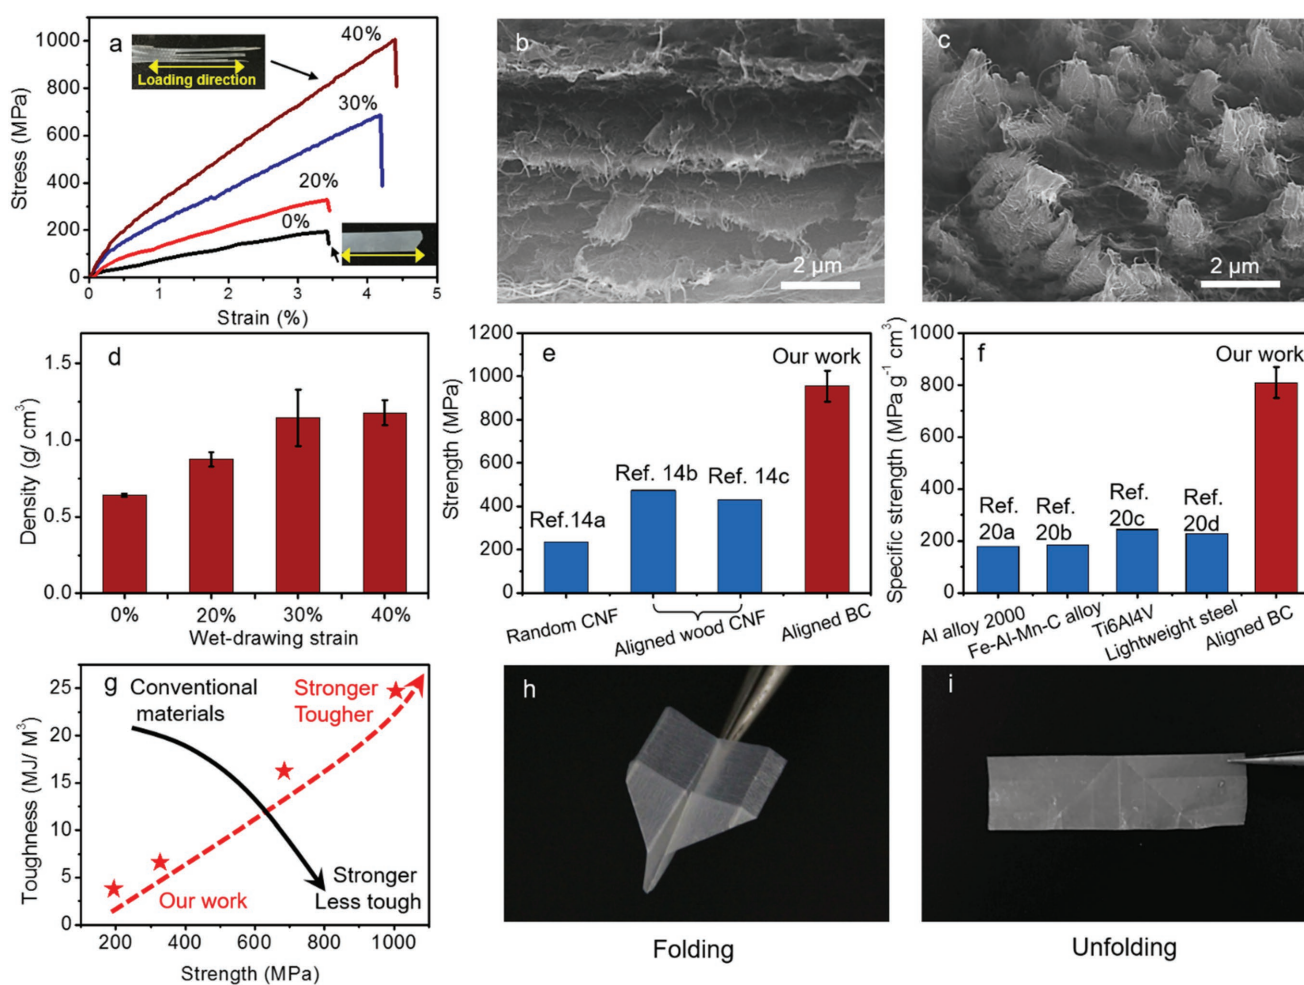 a
Loading direction
40%
30%
20%
0%
1000
800
600
400
200
0
Stress (MPa)
0 1 2 3 4 5
Strain (%)
b
2 μm
c
2 μm
d
1.5
1.0
0.5
0.0
Density (g/ cm³)
0% 20% 30% 40%
Wet-drawing strain
e
1200
1000
800
600
400
200
0
Strength (MPa)
Our work
Ref.14a
Ref. 14b
Ref. 14c
Random CNF
Aligned wood CNF
Aligned BC
f
1000
800
600
400
200
0
Specific strength (MPa g⁻¹ cm³)
Our work
Ref.
20a
Ref.
20b
Ref.
20c
Ref.
20d
Al alloy 2000
Fe-Al-Mn-C alloy
Ti6Al4V
Lightweight steel
Aligned BC
g
25
20
15
10
5
0
Toughness (MJ/ M³)
Conventional
materials
Stronger
Tougher
Our work
Stronger
Less tough
200 400 600 800 1000
Strength (MPa)
h
Folding
i
Unfolding